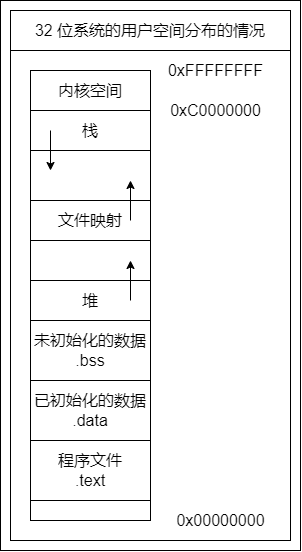 32 位系统的用户空间分布的情况
0xFFFFFFFF
内核空间
0xC0000000
栈
文件映射
堆
未初始化的数据
.bss
已初始化的数据
.data
程序文件
.text
0x00000000